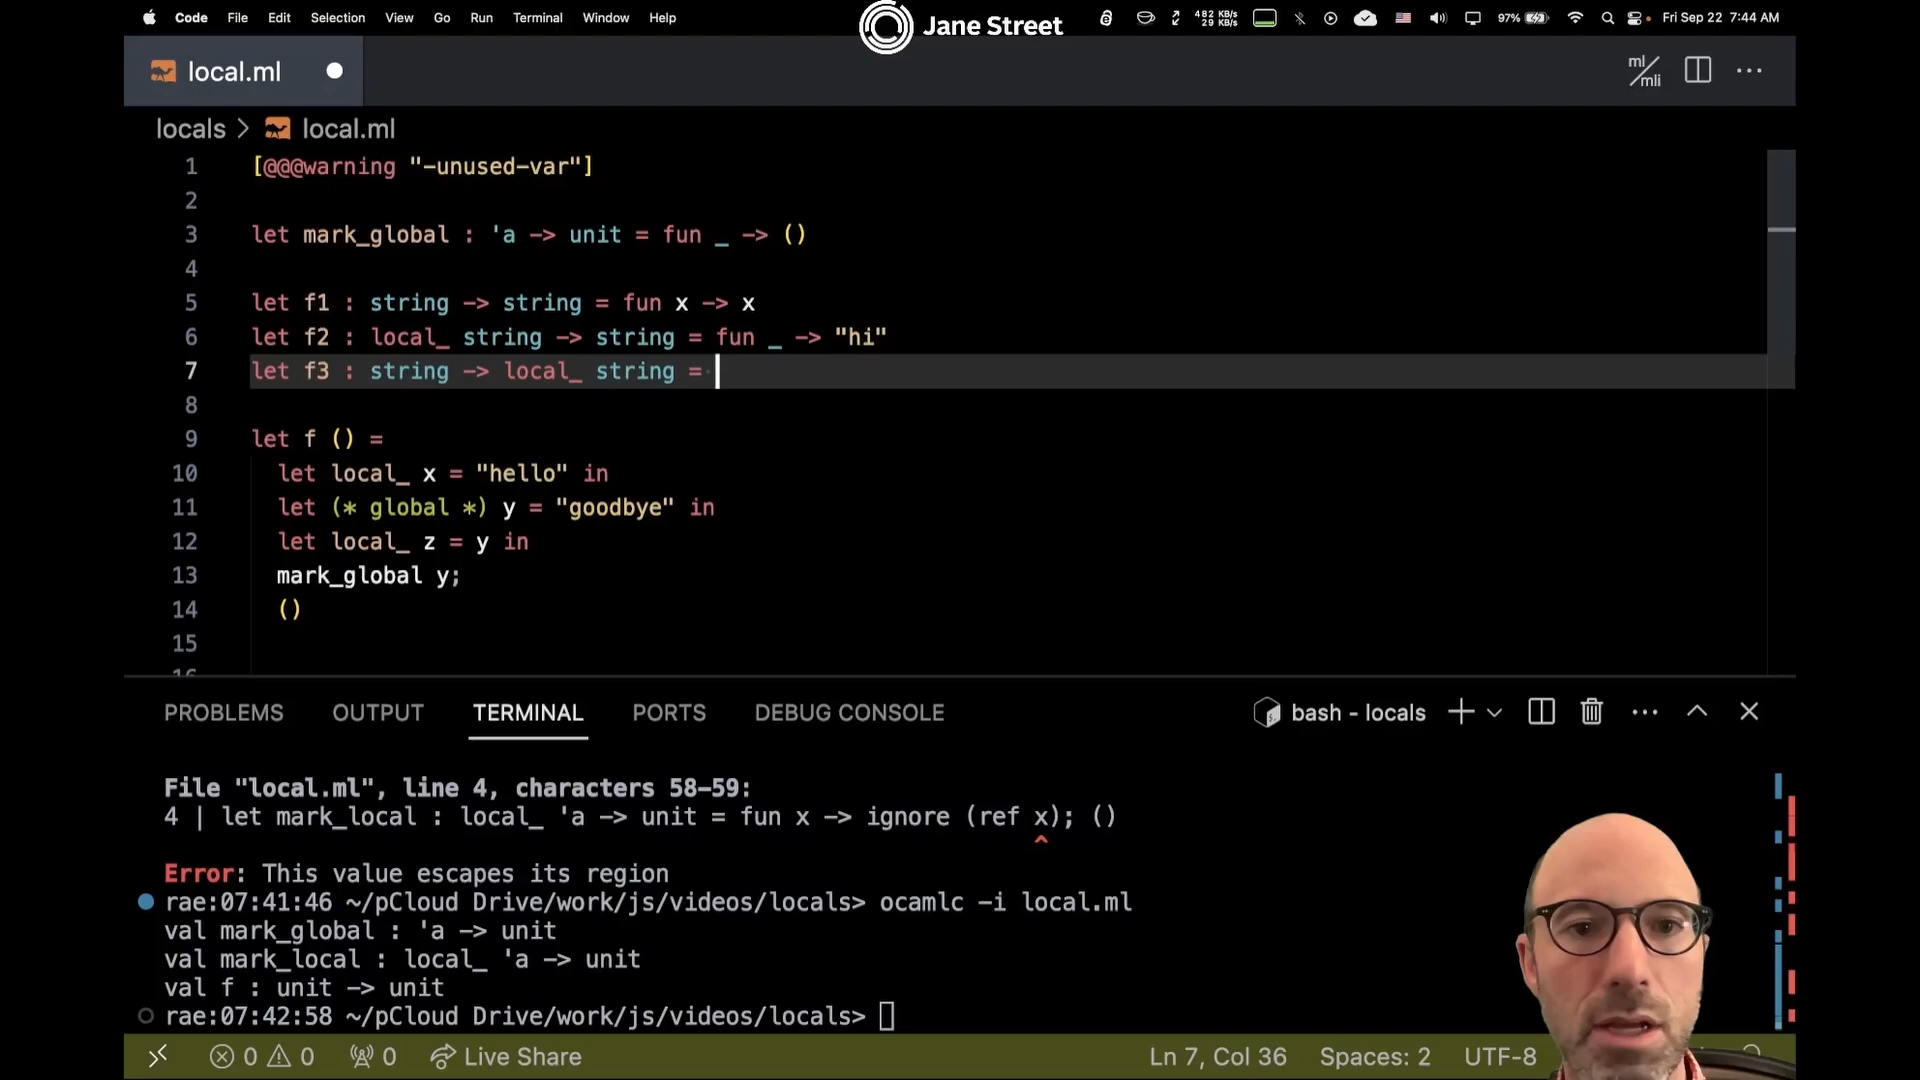 Code File Edit Selection View Go Run Terminal Window Help
Jane Street
482 KB/s
29 KB/s
97%
Fri Sep 22 7:44 AM
local.ml
ml/mli
locals > local.ml
1 [@@@warning "-unused-var"]
2
3 let mark_global : 'a -> unit = fun _ -> ()
4
5 let f1 : string -> string = fun x -> x
6 let f2 : local_ string -> string = fun _ -> "hi"
7 let f3 : string -> local_ string =
8
9 let f () =
10 let local_ x = "hello" in
11 let (* global *) y = "goodbye" in
12 let local_ z = y in
13 mark_global y;
14 ()
15
16
PROBLEMS OUTPUT TERMINAL PORTS DEBUG CONSOLE
bash - locals
File "local.ml", line 4, characters 58-59:
4 | let mark_local : local_ 'a -> unit = fun x -> ignore (ref x); ()
^
Error: This value escapes its region
rae:07:41:46 ~/pCloud Drive/work/js/videos/locals> ocamlc -i local.ml
val mark_global : 'a -> unit
val mark_local : local_ 'a -> unit
val f : unit -> unit
rae:07:42:58 ~/pCloud Drive/work/js/videos/locals>
0 0 0 Live Share Ln 7, Col 36 Spaces: 2 UTF-8